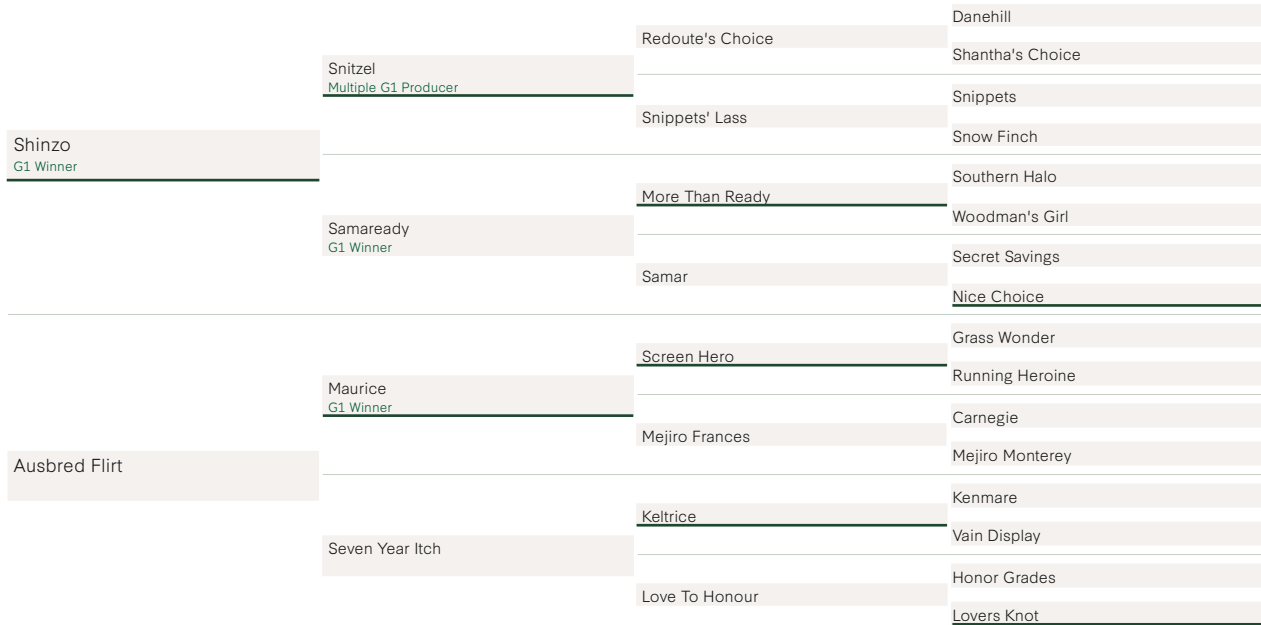 Danehill
Redoute's Choice
Shantha's Choice
Snitzel
Multiple G1 Producer
Snippets
Snippets' Lass
Snow Finch
Shinzo
G1 Winner
Southern Halo
More Than Ready
Woodman's Girl
Samaready
G1 Winner
Secret Savings
Samar
Nice Choice
Grass Wonder
Screen Hero
Running Heroine
Maurice
G1 Winner
Carnegie
Mejiro Frances
Mejiro Monterey
Ausbred Flirt
Kenmare
Keltrice
Vain Display
Seven Year Itch
Honor Grades
Love To Honour
Lovers Knot